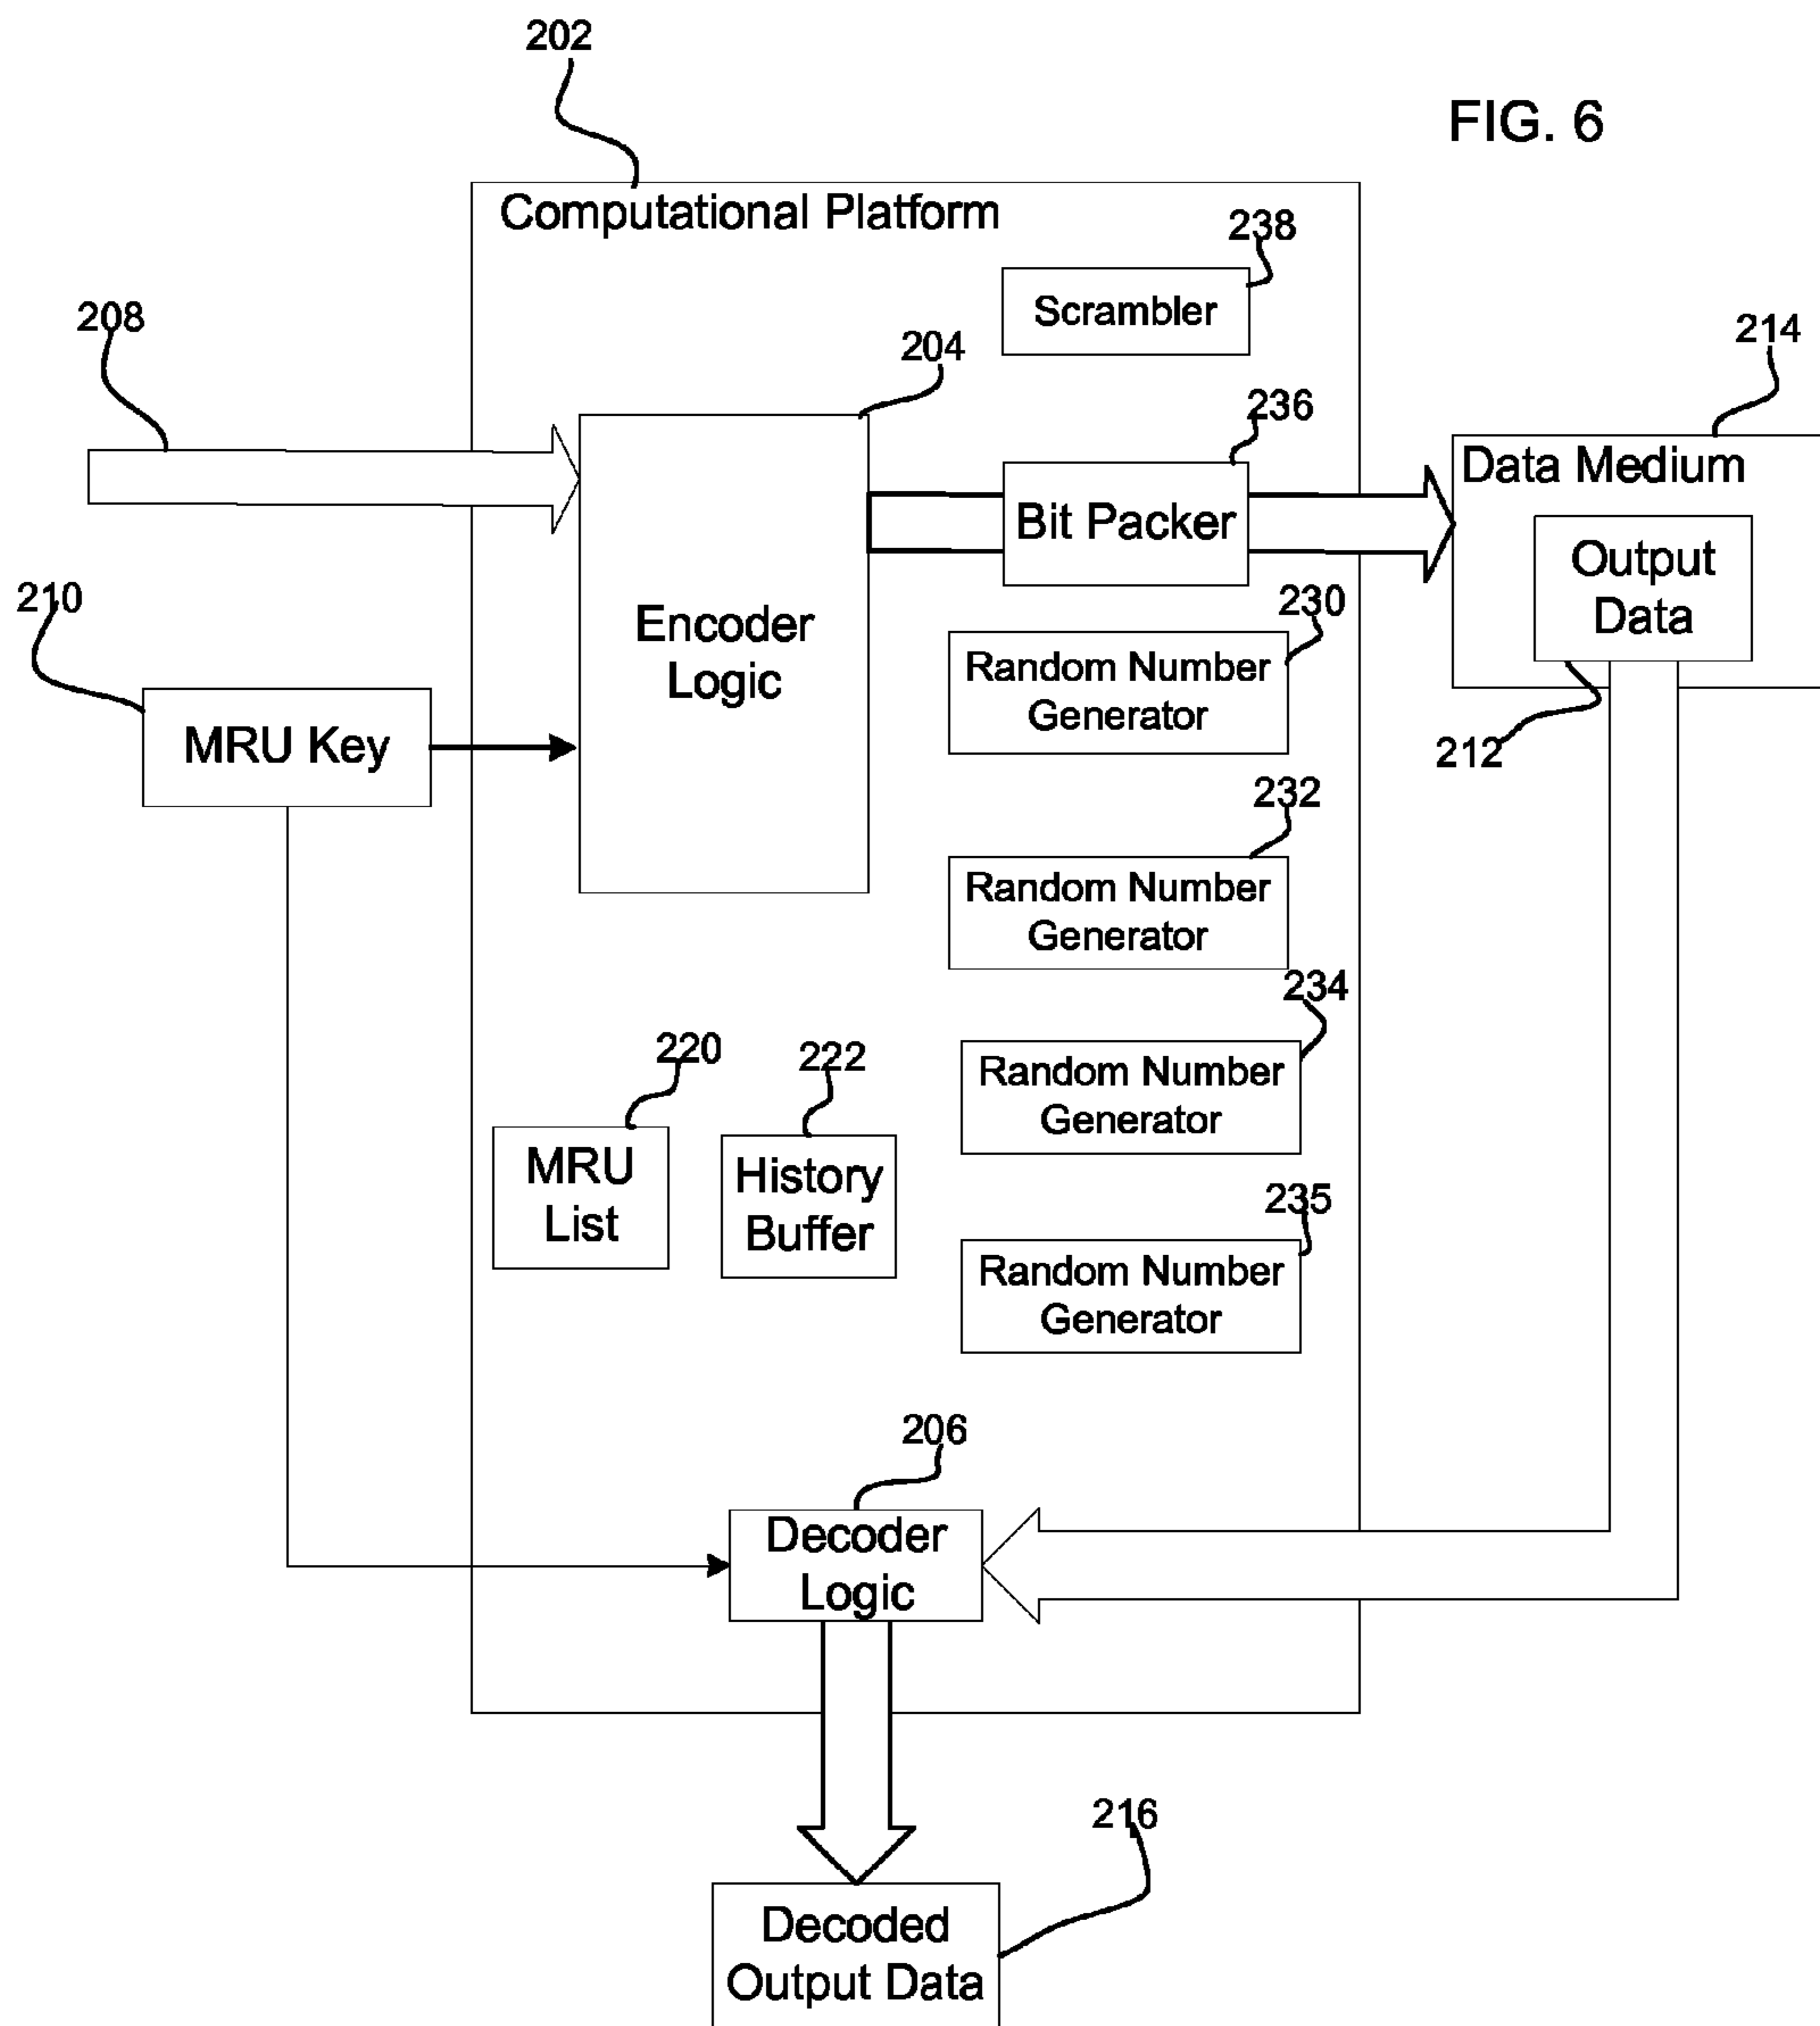 202
FIG. 6
Computational Platform
238
Scrambler
208
204
214
236
Data Medium
Bit Packer
Output
Data
210
230
Encoder
Logic
Random Number
Generator
MRU Key
212
232
Random Number
Generator
234
220
222
Random Number
Generator
MRU
List
History
Buffer
235
Random Number
Generator
206
Decoder
Logic
216
Decoded
Output Data